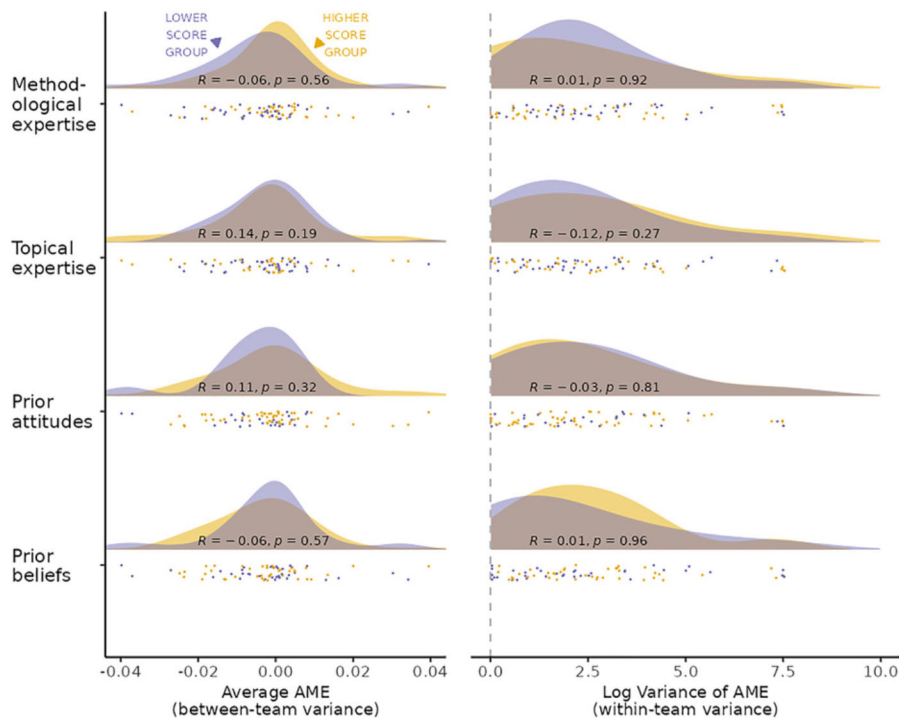 LOWER
SCORE
GROUP
HIGHER
SCORE
GROUP
Method-
ological
expertise
R = −0.06, p = 0.56
R = 0.01, p = 0.92
Topical
expertise
R = 0.14, p = 0.19
R = −0.12, p = 0.27
Prior
attitudes
R = 0.11, p = 0.32
R = −0.03, p = 0.81
Prior
beliefs
R = −0.06, p = 0.57
R = 0.01, p = 0.96
-0.04 -0.02 0.00 0.02 0.04
0.0 2.5 5.0 7.5 10.0
Average AME
(between-team variance)
Log Variance of AME
(within-team variance)